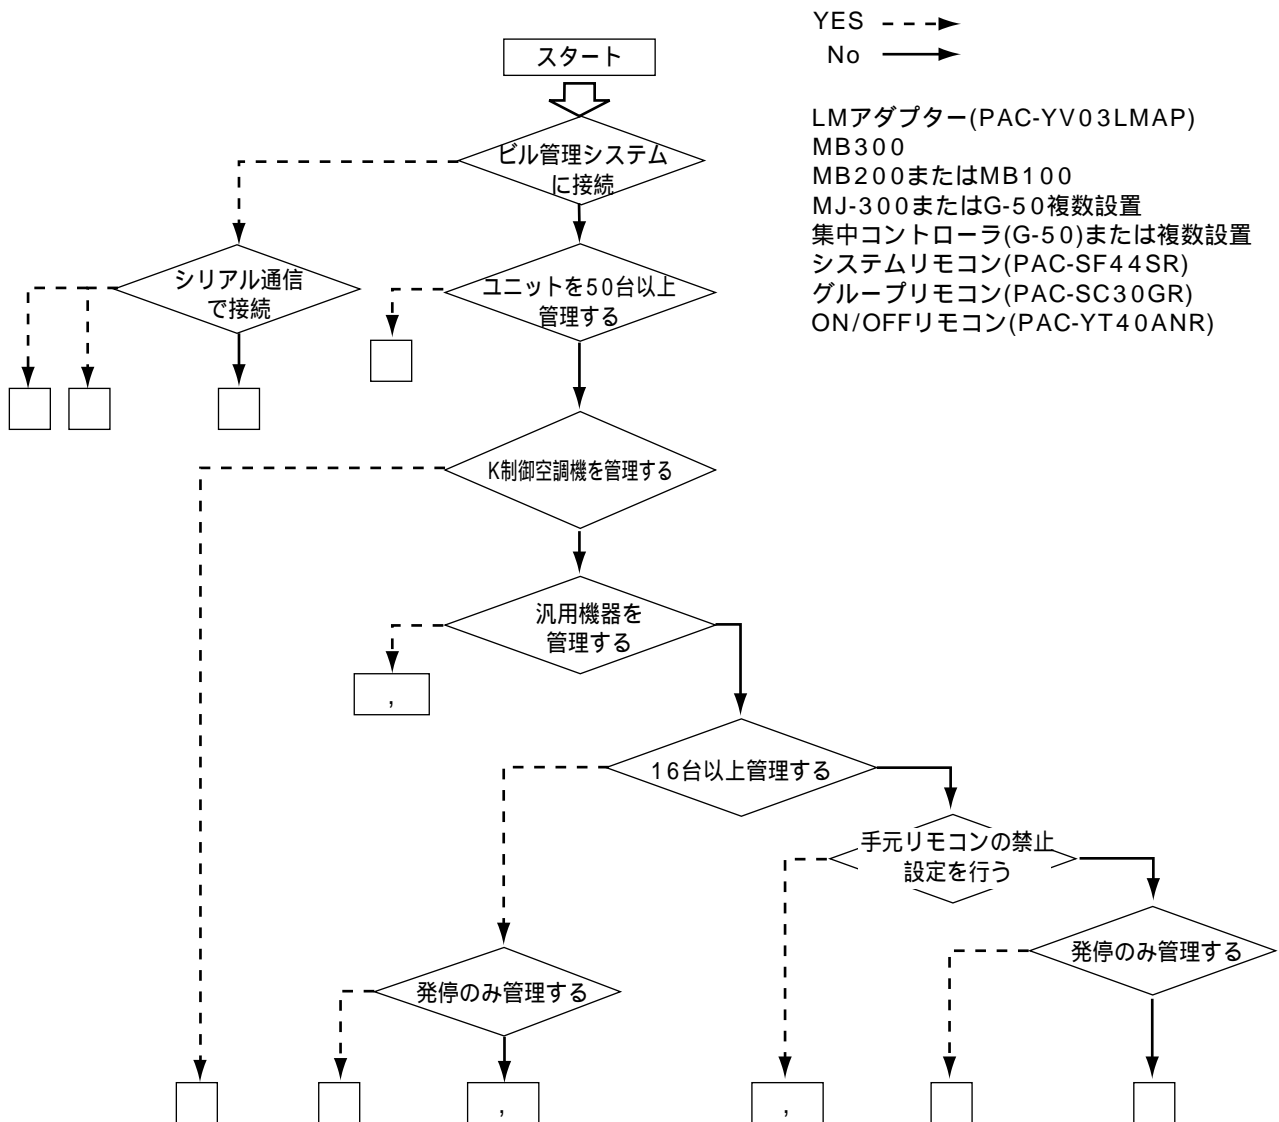 YES
No
スタート
LMアダプター(PAC-YV03LMAP)
MB300
MB200またはMB100
MJ-300またはG-50複数設置
集中コントローラ(G-50)または複数設置
システムリモコン(PAC-SF44SR)
グループリモコン(PAC-SC30GR)
ON/OFFリモコン(PAC-YT40ANR)
ビル管理システム
に接続
シリアル通信
で接続
ユニットを50台以上
管理する
K制御空調機を管理する
汎用機器を
管理する
,
16台以上管理する
手元リモコンの禁止
設定を行う
発停のみ管理する
発停のみ管理する
,
,